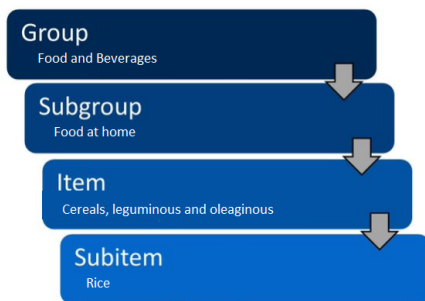 Group
Food and Beverages
Subgroup
Food at home
Item
Cereals, leguminous and oleaginous
Subitem
Rice